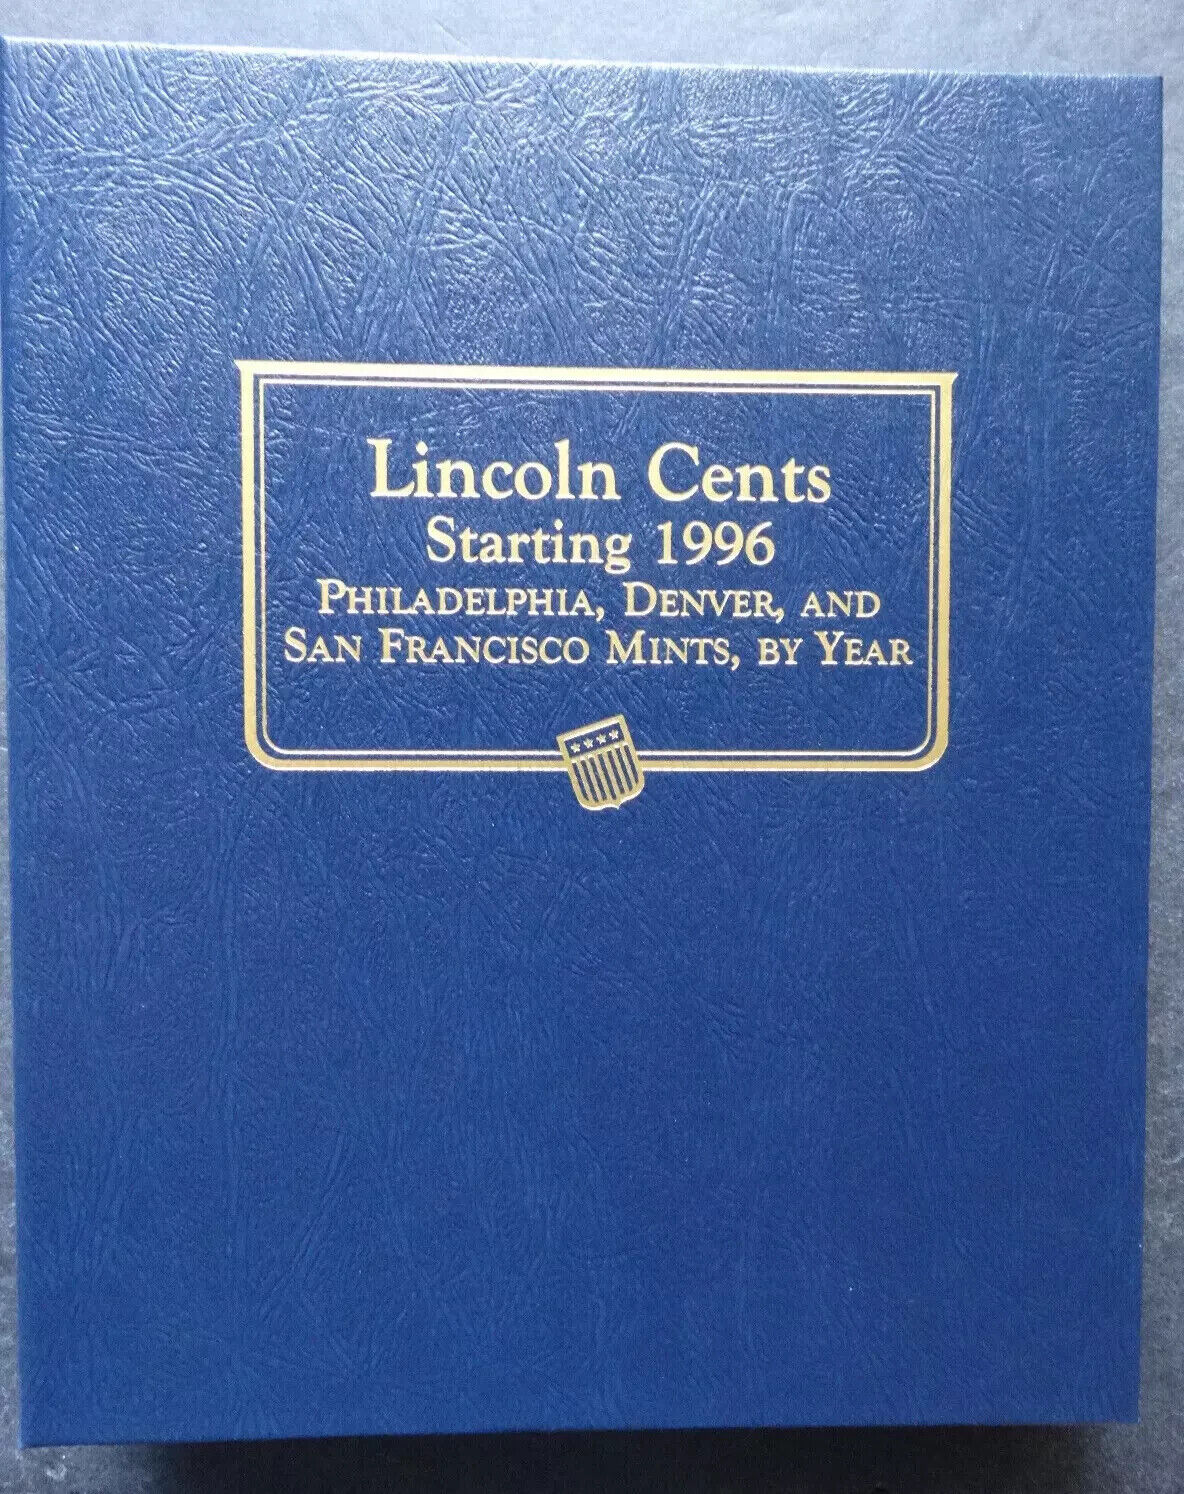 Lincoln Cents
Starting 1996
PHILADELPHIA, DENVER, AND
SAN FRANCISCO MINTS, BY YEAR